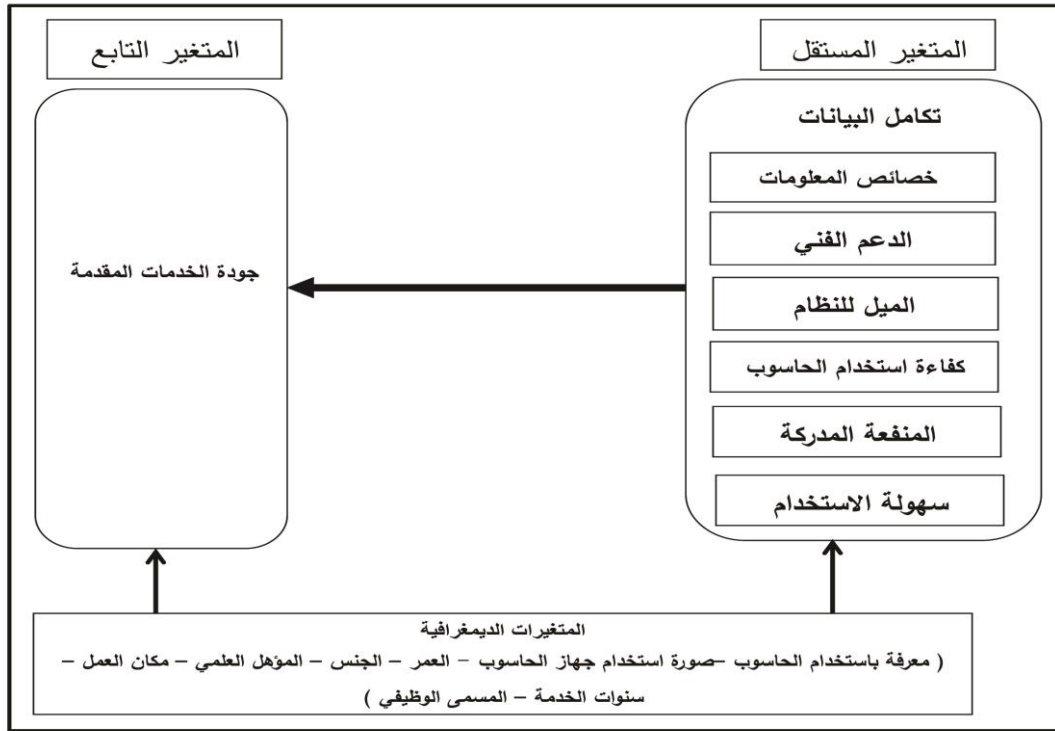 المتغير المستقل
المتغير التابع
تكامل البيانات
خصائص المعلومات
الدعم الفني
الميل للنظام
كفاءة استخدام الحاسوب
المنفعة المدركة
سهولة الاستخدام
جودة الخدمات المقدمة
المتغيرات الديمغرافية
( معرفة باستخدام الحاسوب –صورة استخدام جهاز الحاسوب – العمر – الجنس – المؤهل العلمي – مكان العمل –
سنوات الخدمة – المسمى الوظيفي )